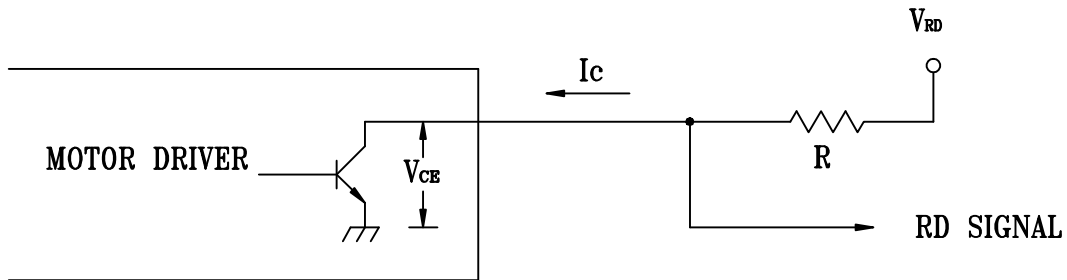 VRD
Ic
MOTOR DRIVER
VCE
R
RD SIGNAL